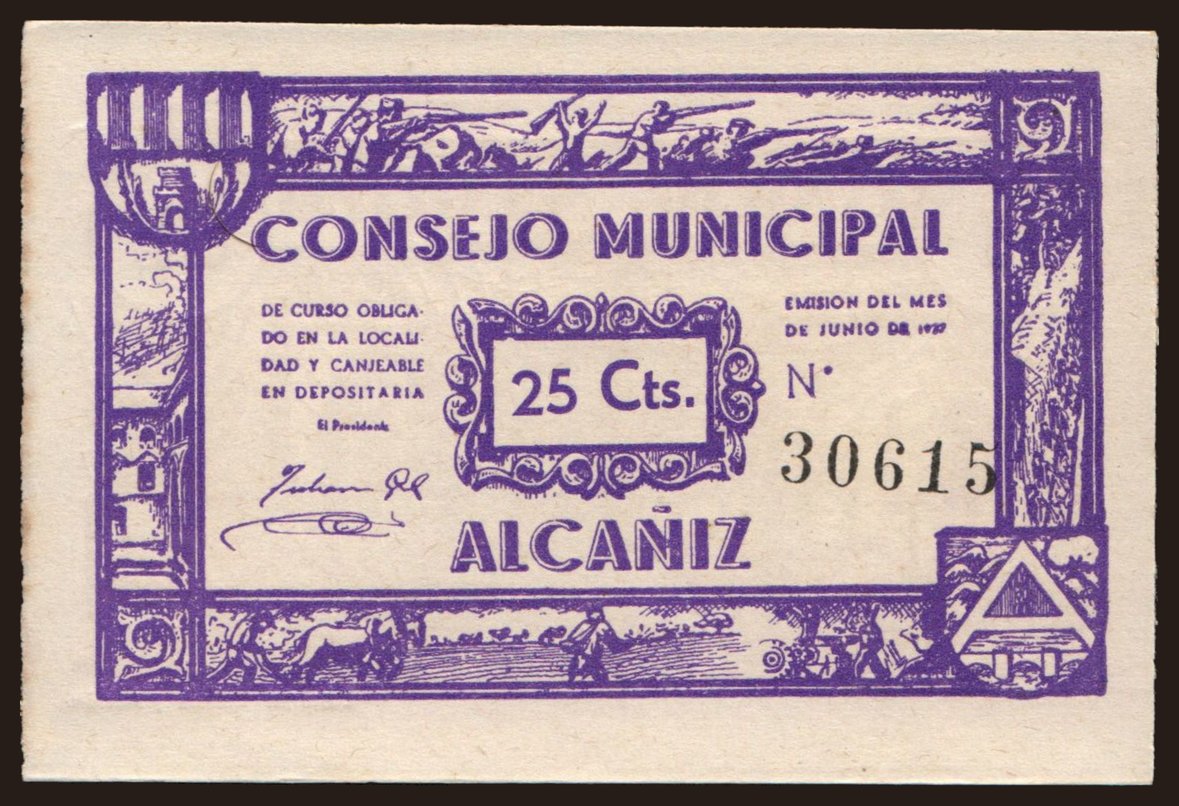 CONSEJO MUNICIPAL
DE CURSO OBLIGA-
DO EN LA LOCALI-
DAD Y CANJEABLE
EN DEPOSITARIA
El Presidente
25 Cts.
EMISION DEL MES
DE JUNIO DE 1937
N.º
30615
ALCAÑIZ
A